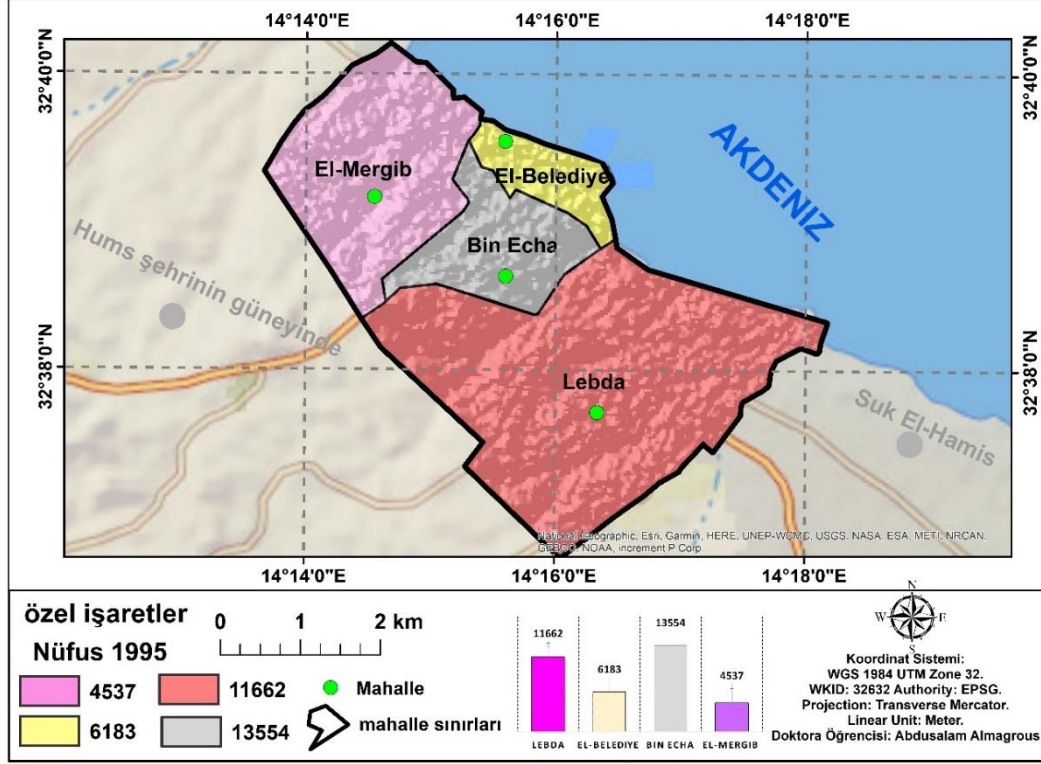 14°14'0"E 14°16'0"E 14°18'0"E
32°40'0"N
32°40'0"N
El-Mergib
El-Belediye
AKDENIZ
Bin Echa
Hums şehrinin güneyinde
32°38'0"N
32°38'0"N
Lebda
Suk El-Hamis
National Geographic, Esri, Garmin, HERE, UNEP-WCMC, USGS, NASA, ESA, METI, NRCAN,
GEBCO, NOAA, increment P Corp.
14°14'0"E 14°16'0"E 14°18'0"E
özel işaretler
Nüfus 1995
0 1 2 km
4537
11662
Mahalle
6183
13554
mahalle sınırları
11662
6183
13554
4537
LEBDA EL-BELEDIYE BIN ECHA EL-MERGIB
N
W E
S
Koordinat Sistemi:
WGS 1984 UTM Zone 32.
WKID: 32632 Authority: EPSG.
Projection: Transverse Mercator.
Linear Unit: Meter.
Doktora Öğrencisi: Abdusalam Almagrous